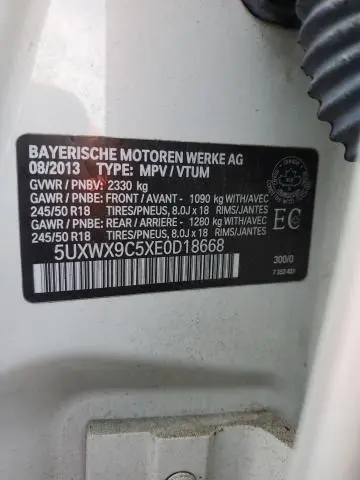 BAYERISCHE MOTOREN WERKE AG
08/2013 TYPE: MPV / VTUM
GVWR / PNBV: 2330 kg
GAWR / PNBE: FRONT / AVANT - 1090 kg WITH/AVEC
245/50 R18 TIRES/PNEUS, 8.0J x 18 RIMS/JANTES
GAWR / PNBE: REAR / ARRIERE - 1280 kg WITH/AVEC
245/50 R18 TIRES/PNEUS, 8.0J x 18 RIMS/JANTES
EC
5UXWX9C5XE0D18668
300/0